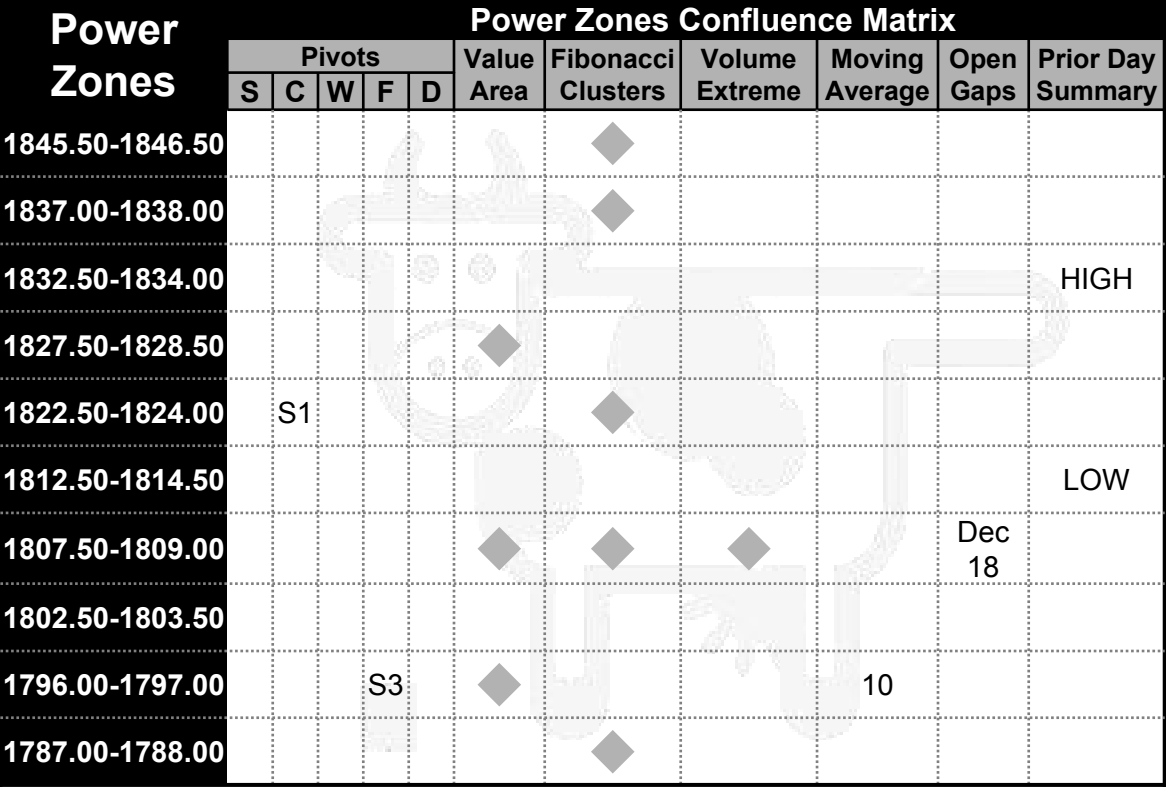 Power Zones Confluence Matrix
Power
Zones
Pivots
Value
Area
Fibonacci
Clusters
Volume
Extreme
Moving
Average
Open
Gaps
Prior Day
Summary
S C W F D
1845.50-1846.50
1837.00-1838.00
1832.50-1834.00 HIGH
1827.50-1828.50
1822.50-1824.00 S1
1812.50-1814.50 LOW
1807.50-1809.00 Dec
18
1802.50-1803.50
1796.00-1797.00 S3 10
1787.00-1788.00